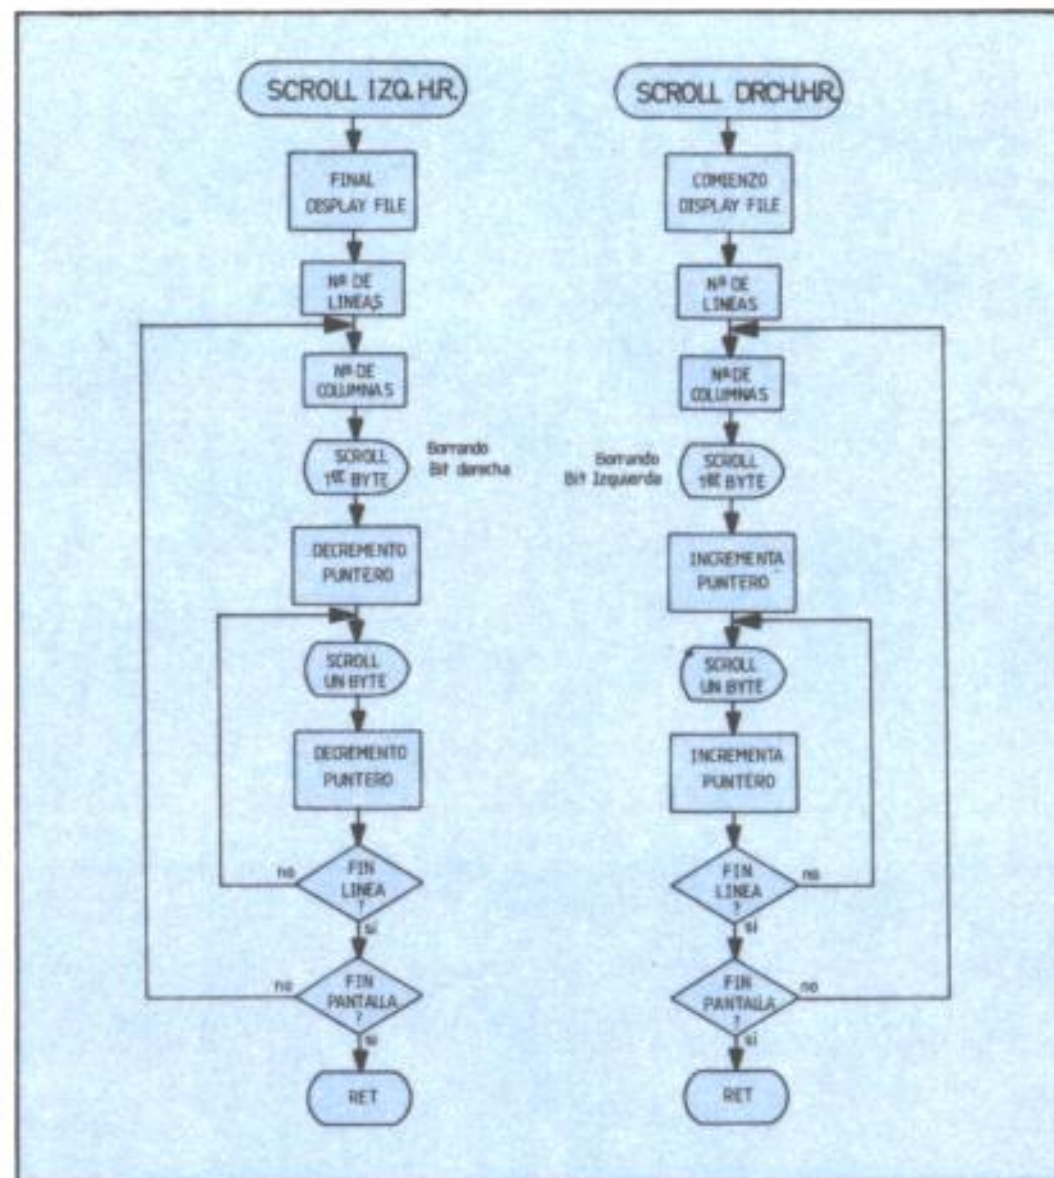 SCROLL IZQ.H.R.
FINAL
DISPLAY FILE
Nº DE
LINEAS
Nº DE
COLUMNAS
SCROLL
1er BYTE
Borrando
Bit derecha
DECREMENTO
PUNTERO
SCROLL
UN BYTE
DECREMENTO
PUNTERO
FIN
LINEA
?
no
si
FIN
PANTALLA
?
no
si
RET
SCROLL DRCH.H.R.
COMIENZO
DISPLAY FILE
Nº DE
LINEAS
Nº DE
COLUMNAS
Borrando
Bit Izquierda
SCROLL
1er BYTE
INCREMENTA
PUNTERO
SCROLL
UN BYTE
INCREMENTA
PUNTERO
FIN
LINEA
?
no
si
FIN
PANTALLA
?
no
si
RET